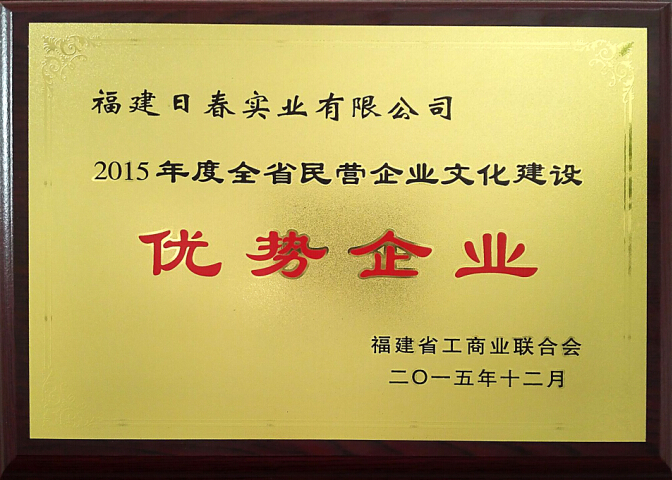 福建日春实业有限公司
2015年度全省民营企业文化建设
优势企业
福建省工商业联合会
二〇一五年十二月